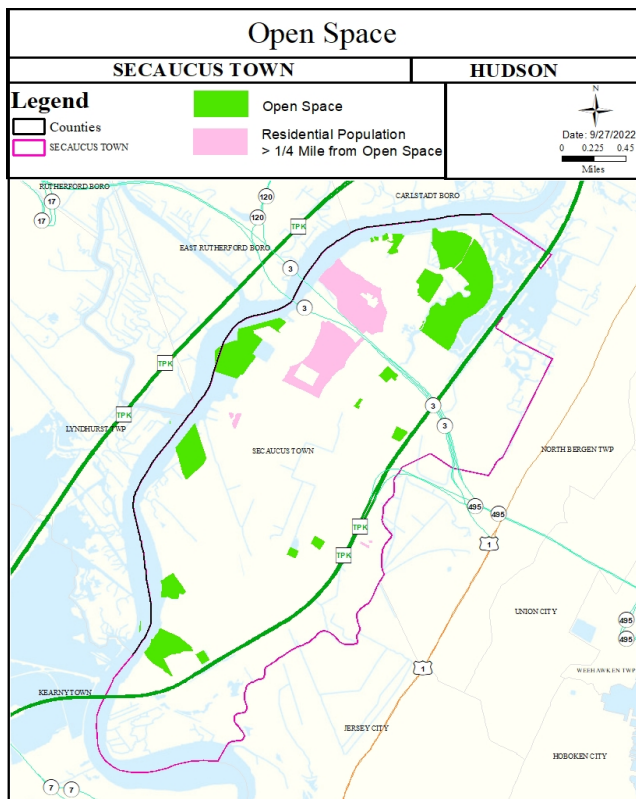 Open Space
SECAUCUS TOWN
HUDSON
Legend
Counties
SECAUCUS TOWN
Open Space
Residential Population
> 1/4 Mile from Open Space
N
Date: 9/27/2022
0 0.225 0.45
Miles
RUTHERFORD BORO
17
17
120
120
TPK
CARLSTADT BORO
EAST RUTHERFORD BORO
3
3
TPK
TPK
LYNDHURST TWP
3
3
SECAUCUS TOWN
NORTH BERGEN TWP
495
495
TPK
1
TPK
UNION CITY
495
495
1
WEEHAWKEN TWP
KEARNY TOWN
JERSEY CITY
HOBOKEN CITY
7
7